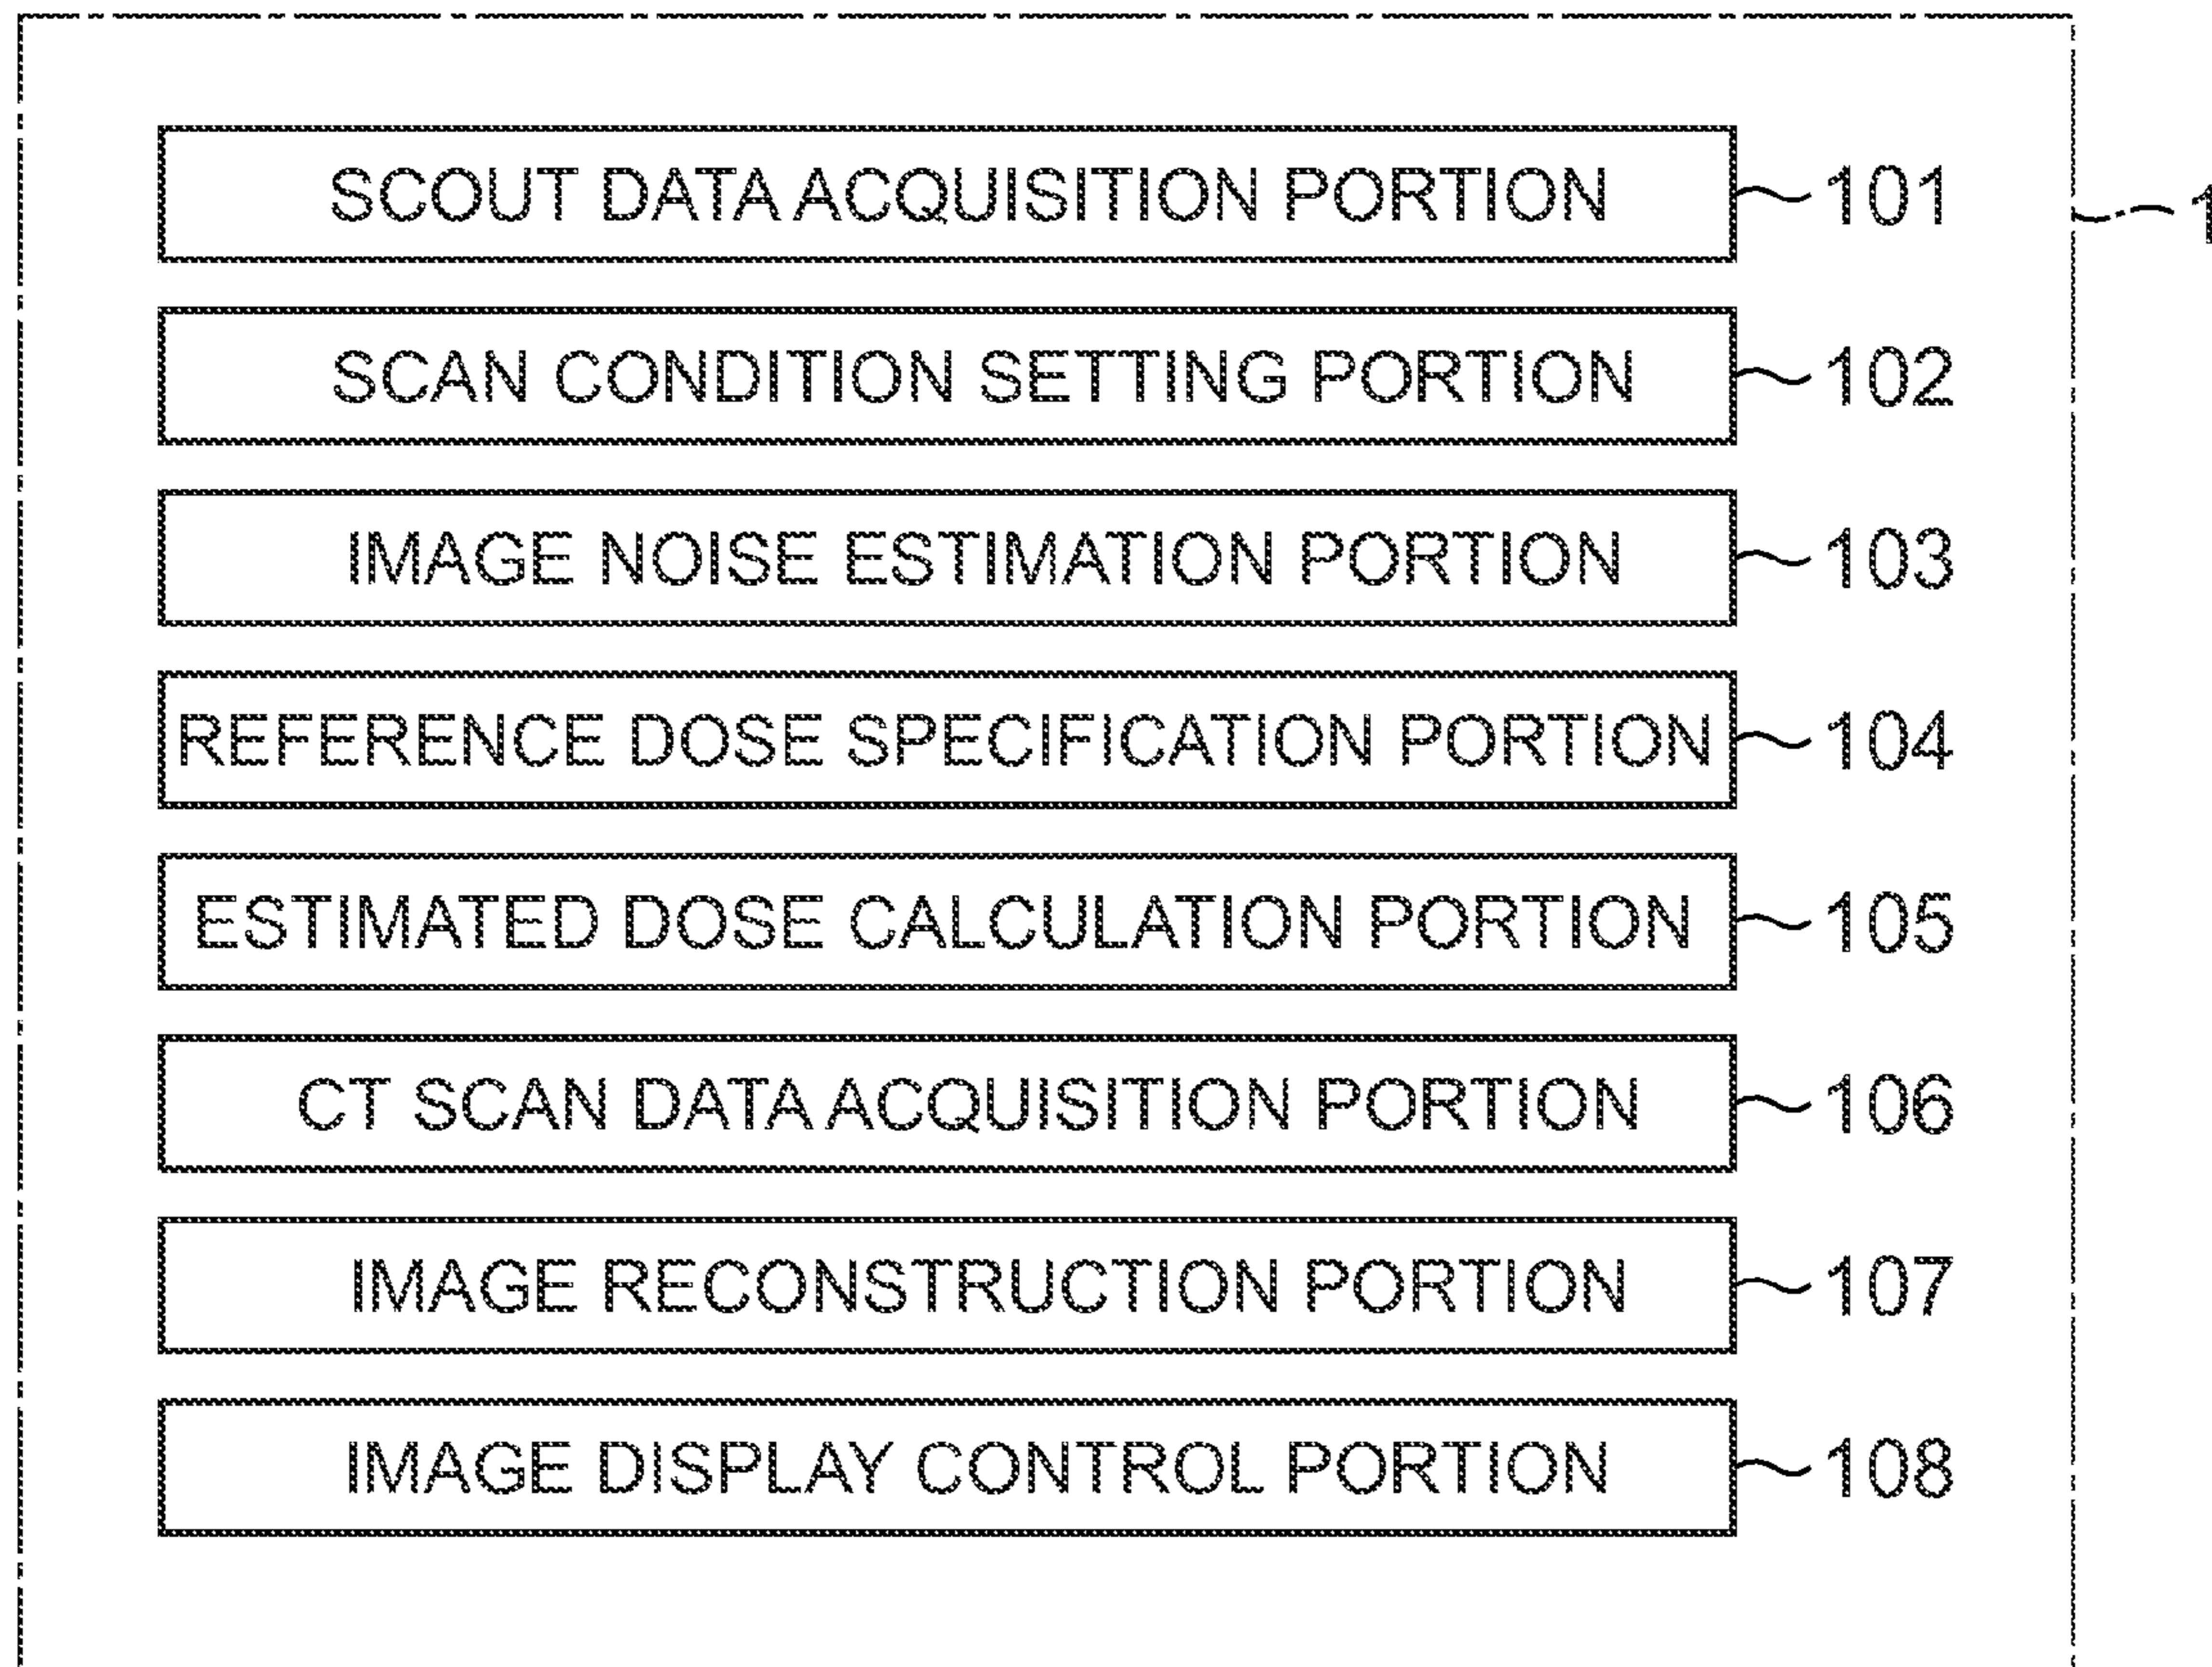 SCOUT DATA ACQUISITION PORTION 101
1
SCAN CONDITION SETTING PORTION 102
IMAGE NOISE ESTIMATION PORTION 103
REFERENCE DOSE SPECIFICATION PORTION 104
ESTIMATED DOSE CALCULATION PORTION 105
CT SCAN DATA ACQUISITION PORTION 106
IMAGE RECONSTRUCTION PORTION 107
IMAGE DISPLAY CONTROL PORTION 108